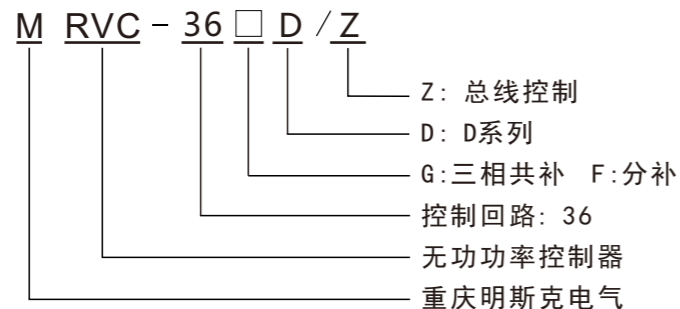 M RVC-36□D/Z
Z: 总线控制
D: D系列
G:三相共补 F:分补
控制回路: 36
无功功率控制器
重庆明斯克电气